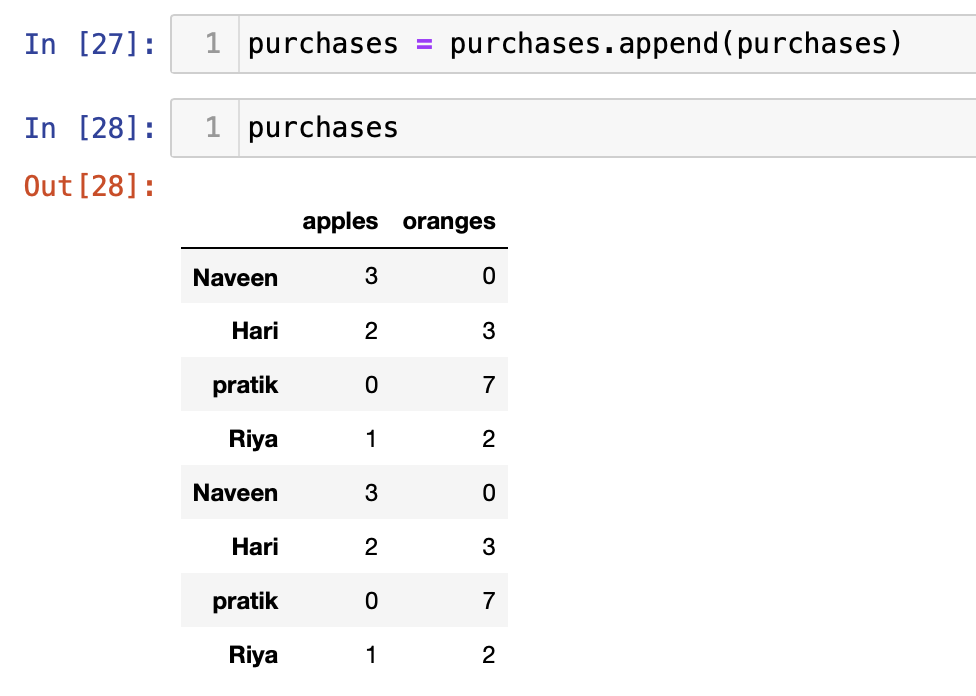 In [27]: 1 purchases = purchases.append(purchases)
In [28]: 1 purchases
Out[28]:
apples oranges
Naveen 3 0
Hari 2 3
pratik 0 7
Riya 1 2
Naveen 3 0
Hari 2 3
pratik 0 7
Riya 1 2